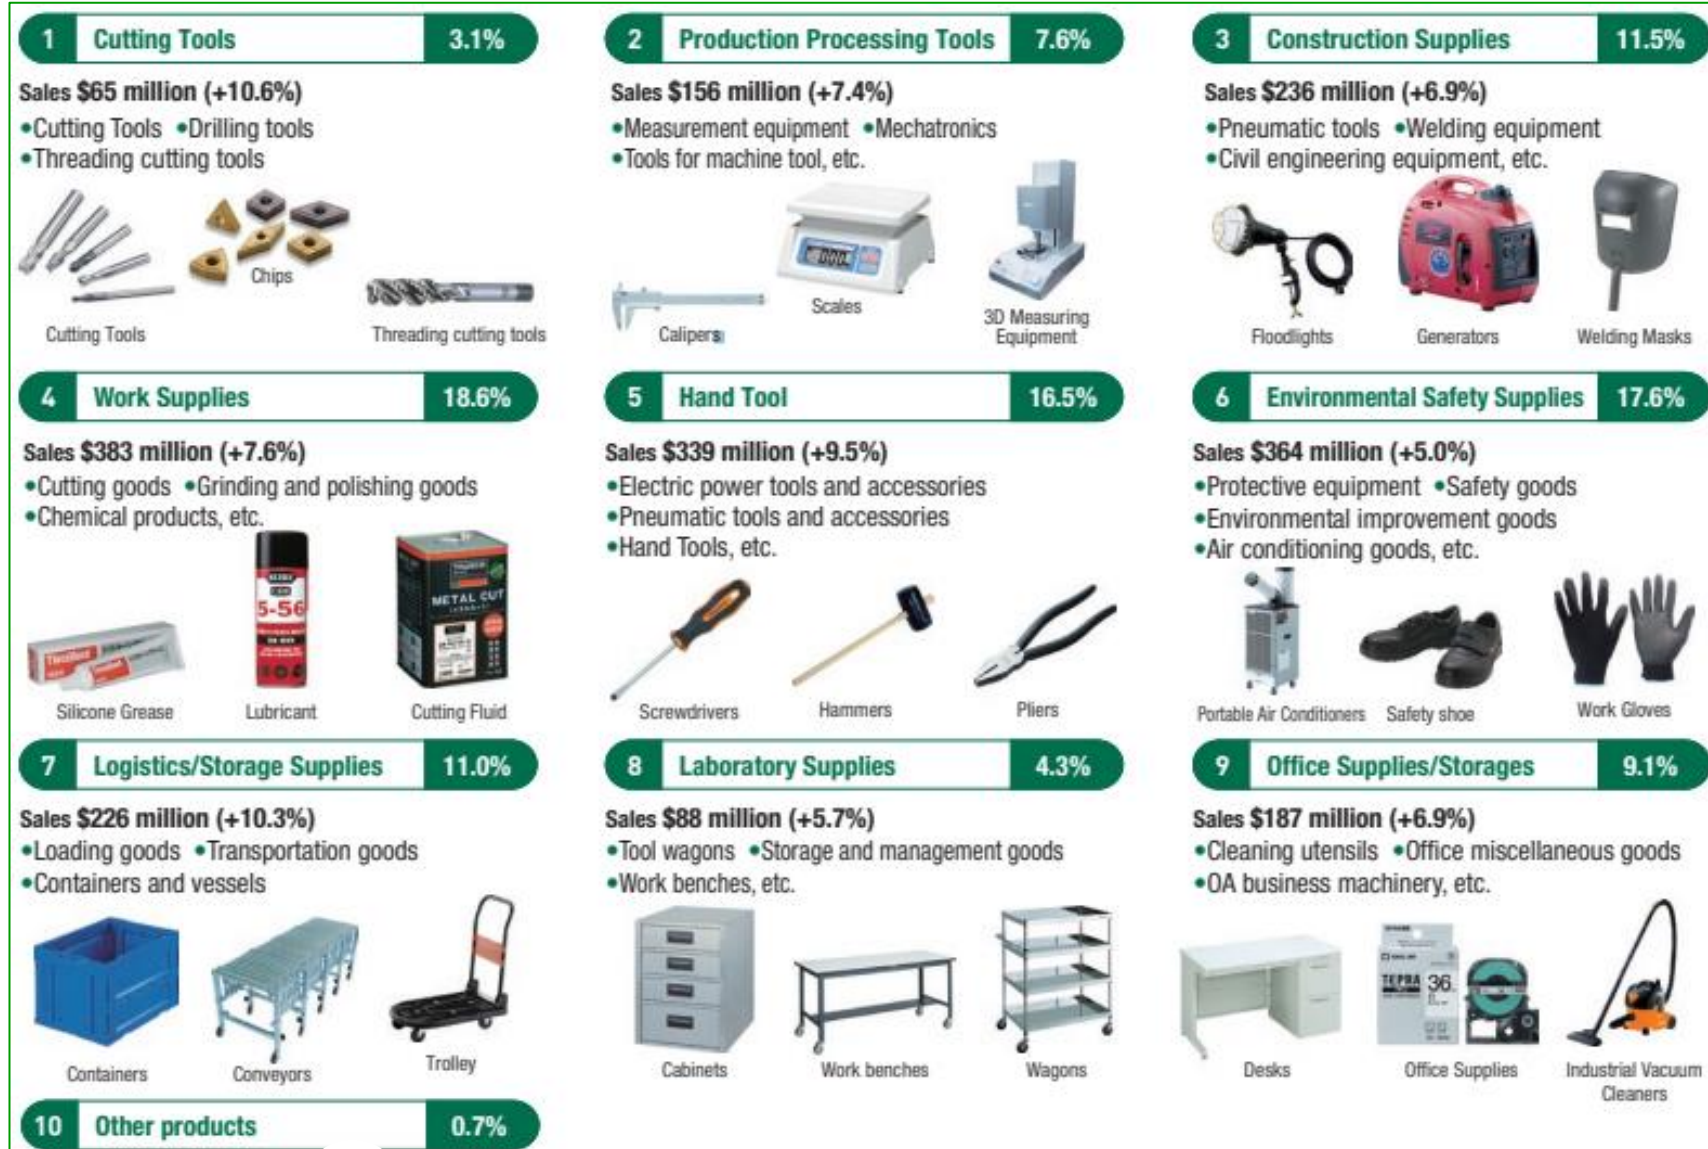 1 Cutting Tools 3.1%
Sales $65 million (+10.6%)
•Cutting Tools •Drilling tools
•Threading cutting tools
Chips
Cutting Tools
Threading cutting tools
2 Production Processing Tools 7.6%
Sales $156 million (+7.4%)
•Measurement equipment •Mechatronics
•Tools for machine tool, etc.
Calipers
Scales
3D Measuring
Equipment
3 Construction Supplies 11.5%
Sales $236 million (+6.9%)
•Pneumatic tools •Welding equipment
•Civil engineering equipment, etc.
Floodlights
Generators
Welding Masks
4 Work Supplies 18.6%
Sales $383 million (+7.6%)
•Cutting goods •Grinding and polishing goods
•Chemical products, etc.
5-56
METAL CUT
Silicone Grease
Lubricant
Cutting Fluid
5 Hand Tool 16.5%
Sales $339 million (+9.5%)
•Electric power tools and accessories
•Pneumatic tools and accessories
•Hand Tools, etc.
Screwdrivers
Hammers
Pliers
6 Environmental Safety Supplies 17.6%
Sales $364 million (+5.0%)
•Protective equipment •Safety goods
•Environmental improvement goods
•Air conditioning goods, etc.
Portable Air Conditioners
Safety shoe
Work Gloves
7 Logistics/Storage Supplies 11.0%
Sales $226 million (+10.3%)
•Loading goods •Transportation goods
•Containers and vessels
Containers
Conveyors
Trolley
8 Laboratory Supplies 4.3%
Sales $88 million (+5.7%)
•Tool wagons •Storage and management goods
•Work benches, etc.
Cabinets
Work benches
Wagons
9 Office Supplies/Storages 9.1%
Sales $187 million (+6.9%)
•Cleaning utensils •Office miscellaneous goods
•OA business machinery, etc.
TEPRA
36
Desks
Office Supplies
Industrial Vacuum
Cleaners
10 Other products 0.7%